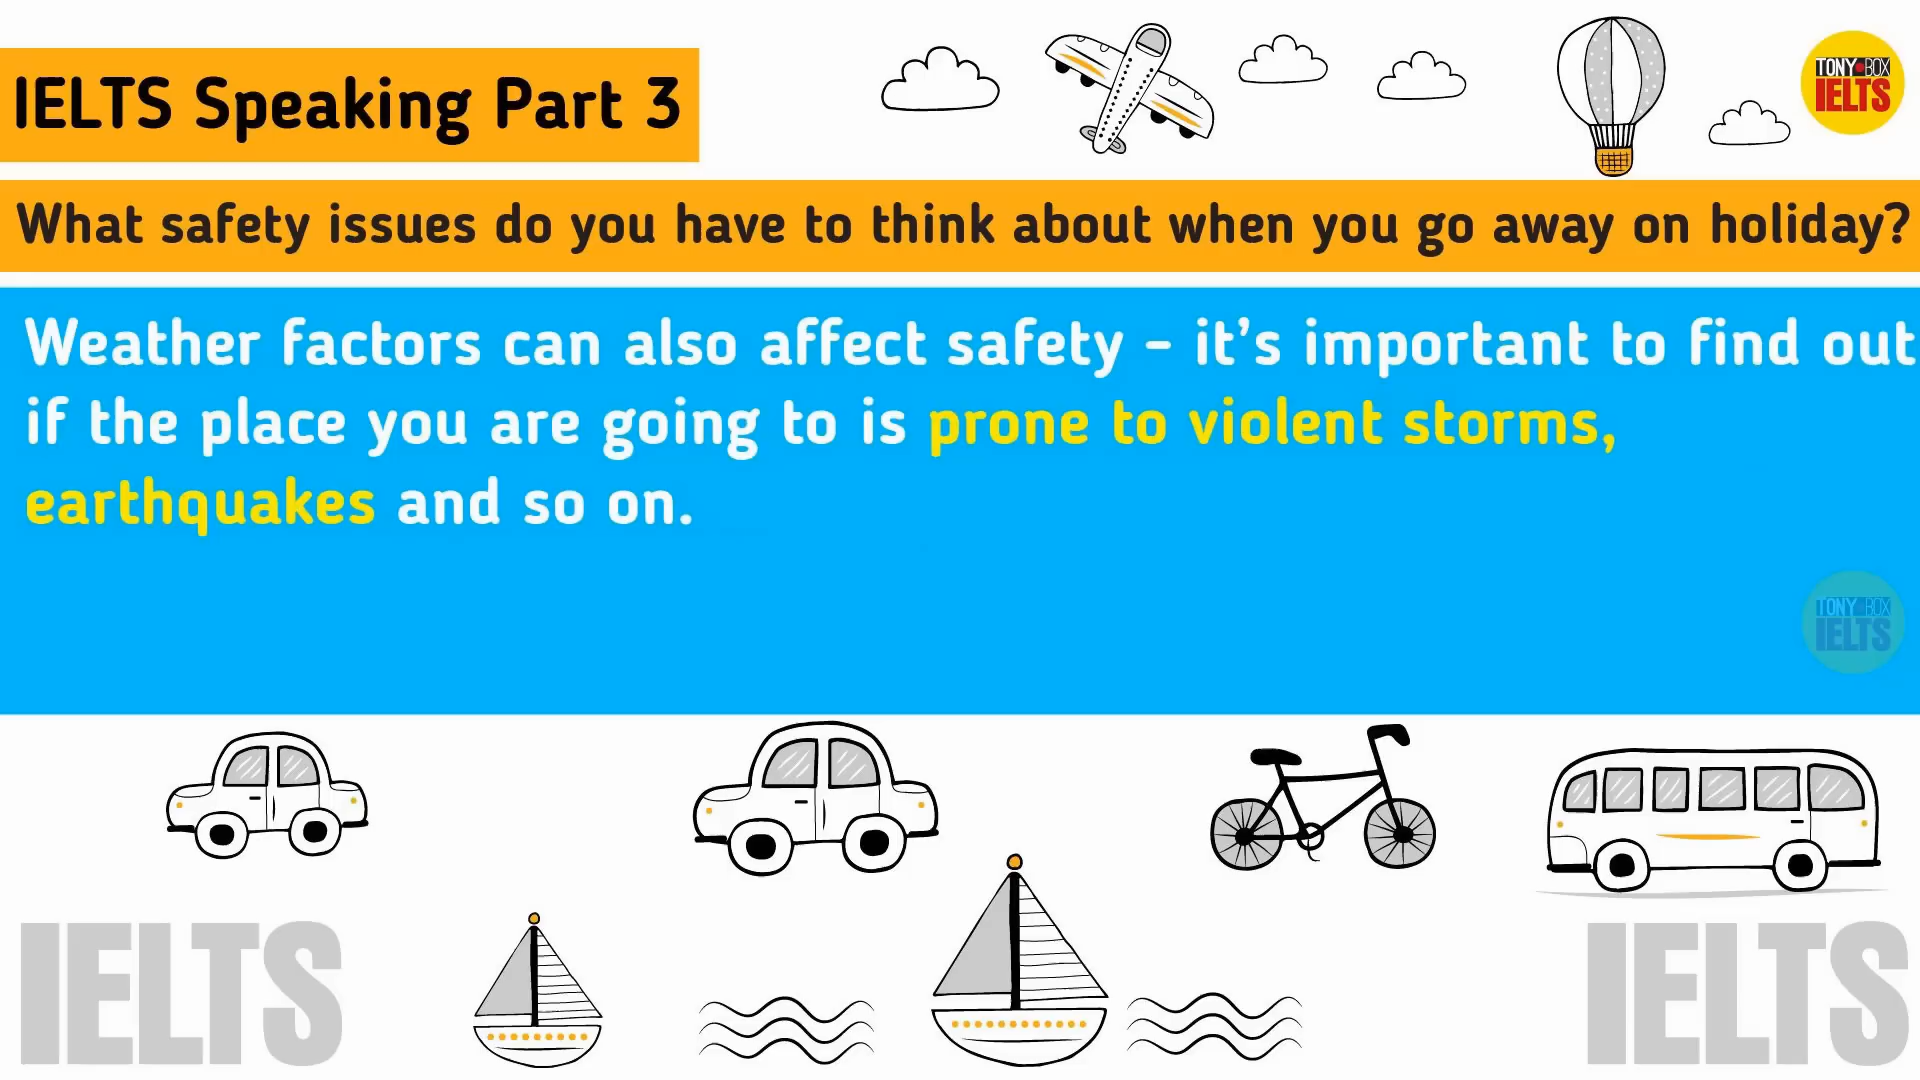 IELTS Speaking Part 3
TONY BOX
IELTS
What safety issues do you have to think about when you go away on holiday?
Weather factors can also affect safety – it’s important to find out
if the place you are going to is prone to violent storms,
earthquakes and so on.
TONY BOX
IELTS
IELTS
IELTS